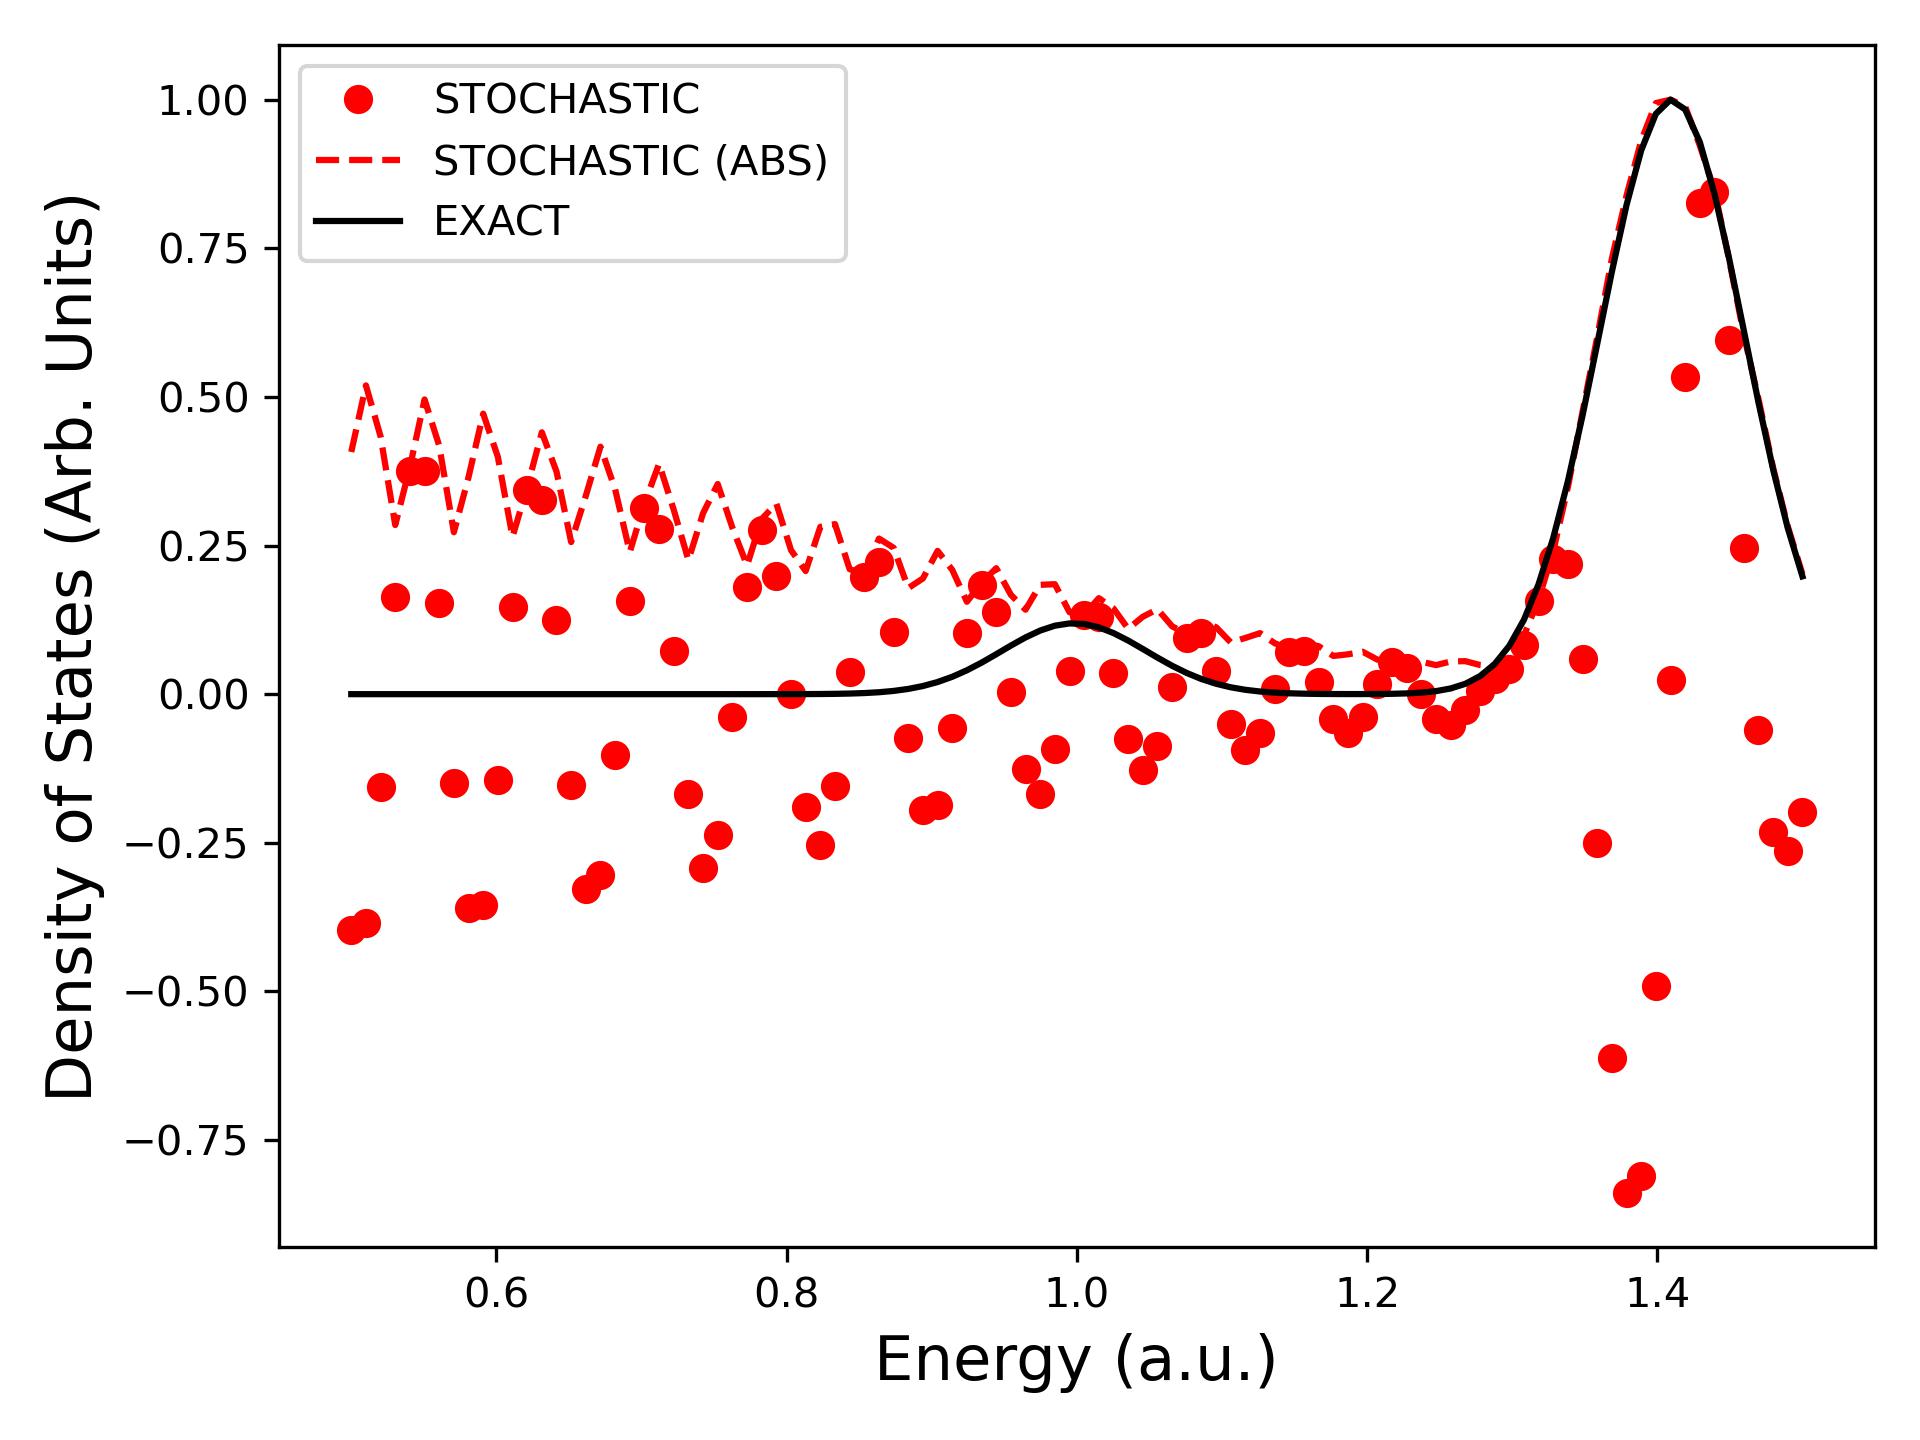 STOCHASTIC
STOCHASTIC (ABS)
EXACT
Density of States (Arb. Units)
1.00
0.75
0.50
0.25
0.00
−0.25
−0.50
−0.75
0.6 0.8 1.0 1.2 1.4
Energy (a.u.)